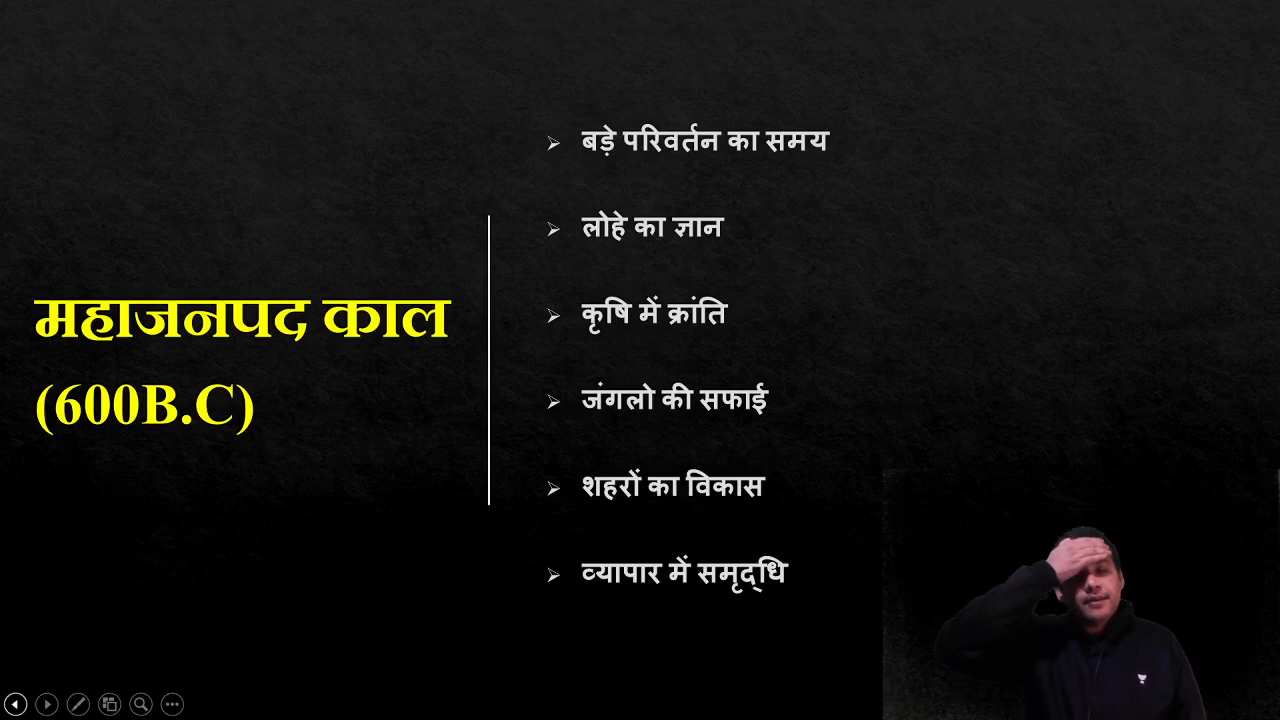 महाजनपद काल
(600B.C)
बड़े परिवर्तन का समय
लोहे का ज्ञान
कृषि में क्रांति
जंगलो की सफाई
शहरों का विकास
व्यापार में समृद्धि